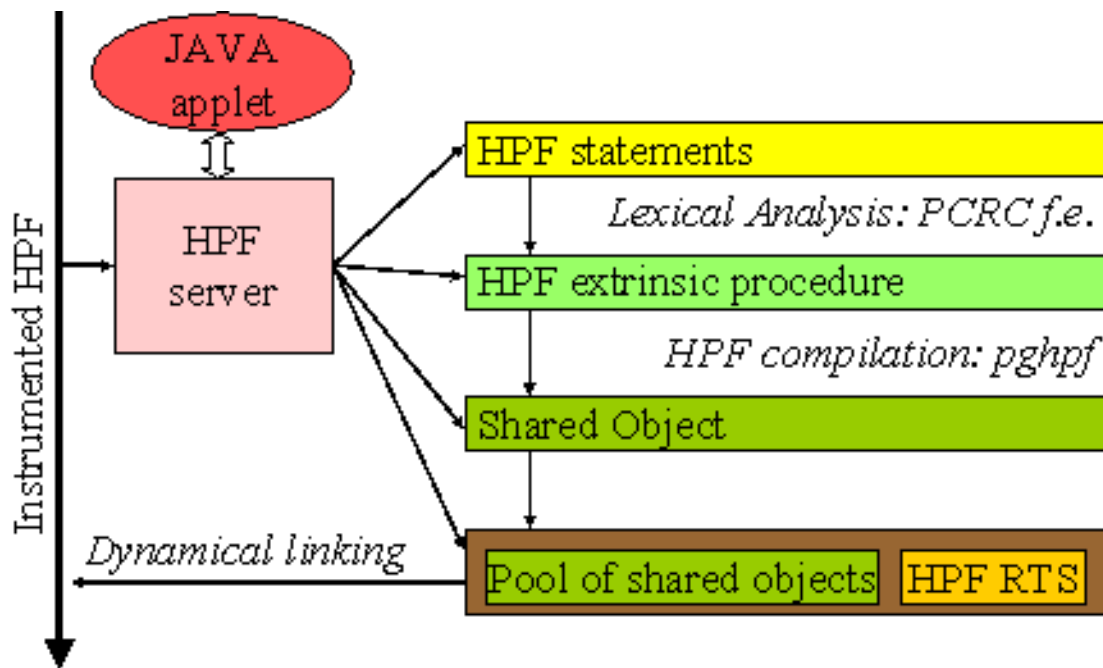 JAVA
applet
HPF statements
Lexical Analysis: PCRC f.e.
HPF
server
HPF extrinsic procedure
HPF compilation: pghpf
Instrumented HPF
Shared Object
Dynamical linking
Pool of shared objects
HPF RTS